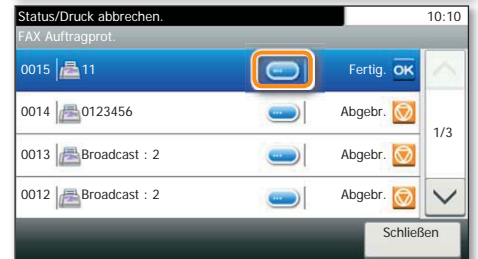 Status/Druck abbrechen. 10:10
FAX Auftragprot.
0015 11 Fertig. OK
0014 0123456 Abgebr.
0013 Broadcast : 2 Abgebr.
1/3
0012 Broadcast : 2 Abgebr.
Schließen